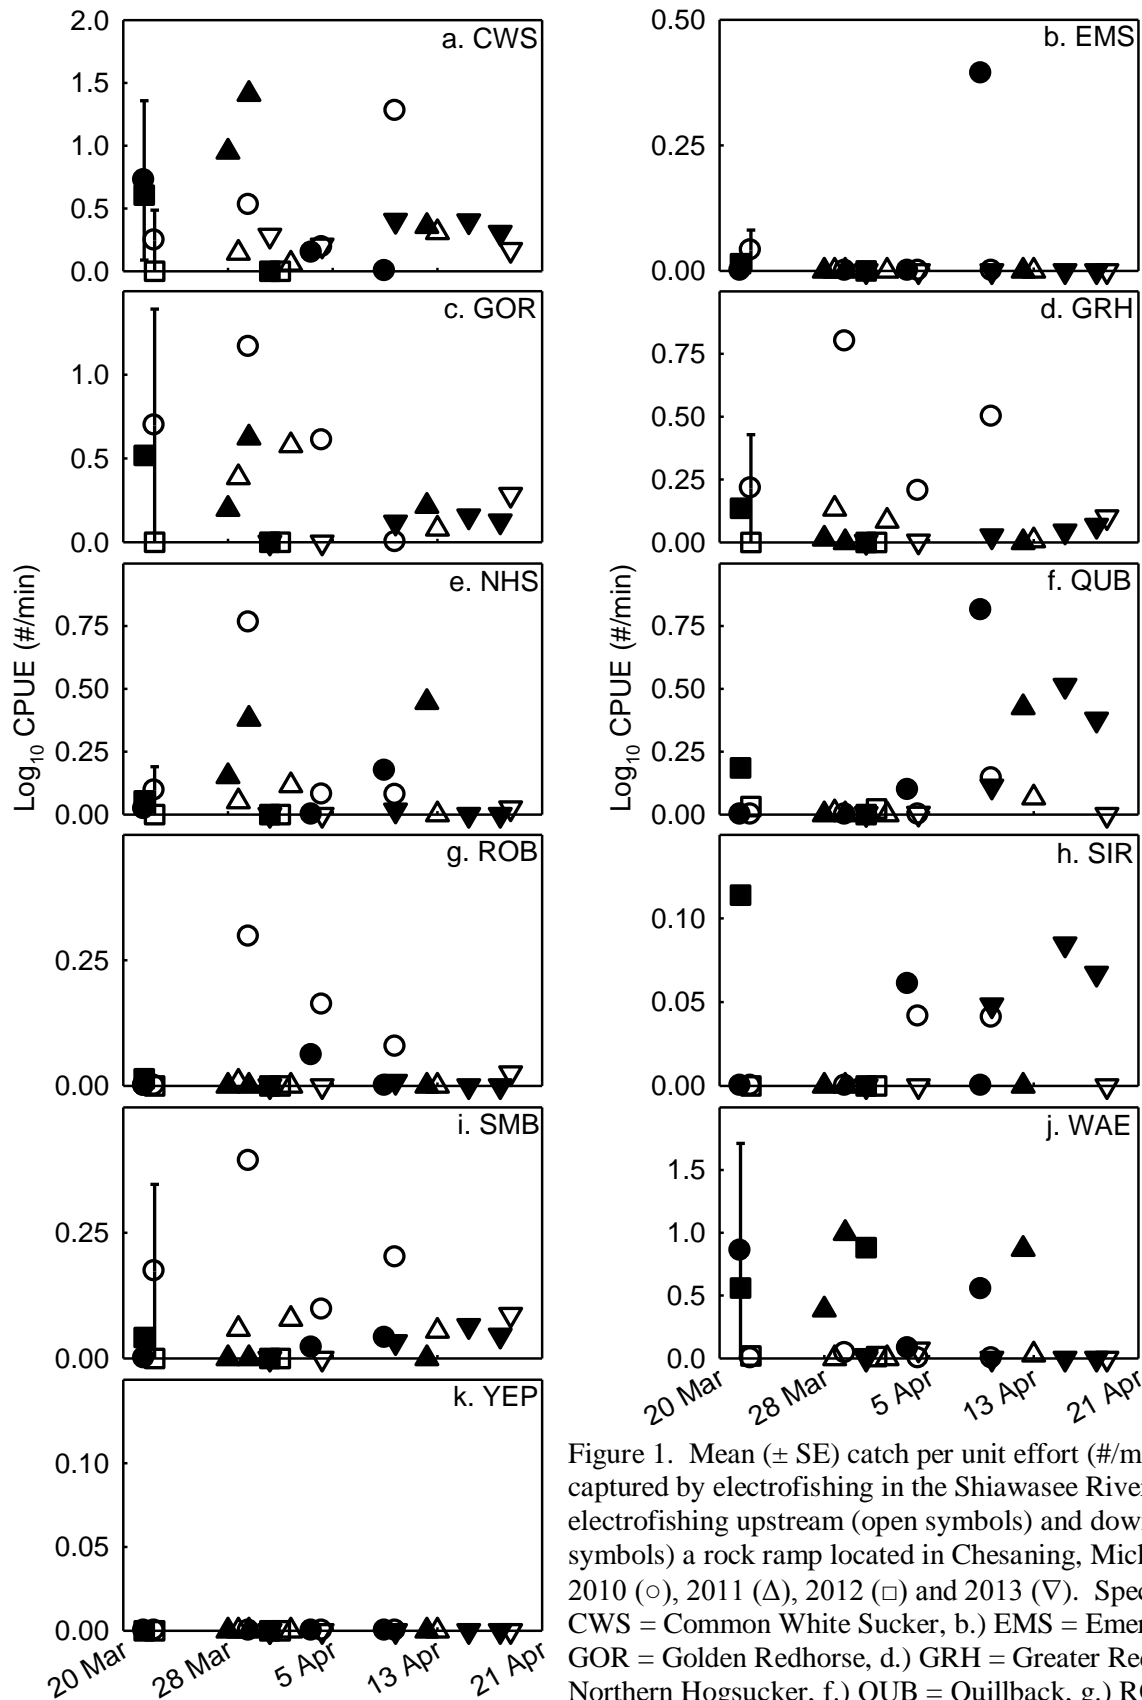 a. CWS
2.0
1.5
1.0
0.5
0.0
b. EMS
0.50
0.25
0.00
c. GOR
1.0
0.5
0.0
d. GRH
0.75
0.50
0.25
0.00
e. NHS
0.75
0.50
0.25
0.00
Log10 CPUE (#/min)
f. QUB
0.75
0.50
0.25
0.00
Log10 CPUE (#/min)
g. ROB
0.25
0.00
h. SIR
0.10
0.05
0.00
i. SMB
0.25
0.00
j. WAE
1.5
1.0
0.5
0.0
20 Mar
28 Mar
5 Apr
13 Apr
21 Apr
k. YEP
0.10
0.05
0.00
20 Mar
28 Mar
5 Apr
13 Apr
21 Apr
Figure 1. Mean (± SE) catch per unit effort (#/m
captured by electrofishing in the Shiawasee River
electrofishing upstream (open symbols) and dow
symbols) a rock ramp located in Chesaning, Mich
2010 (○), 2011 (Δ), 2012 (□) and 2013 (∇). Spec
CWS = Common White Sucker, b.) EMS = Emer
GOR = Golden Redhorse, d.) GRH = Greater Red
Northern Hogsucker, f.) QUB = Quillback, g.) RO